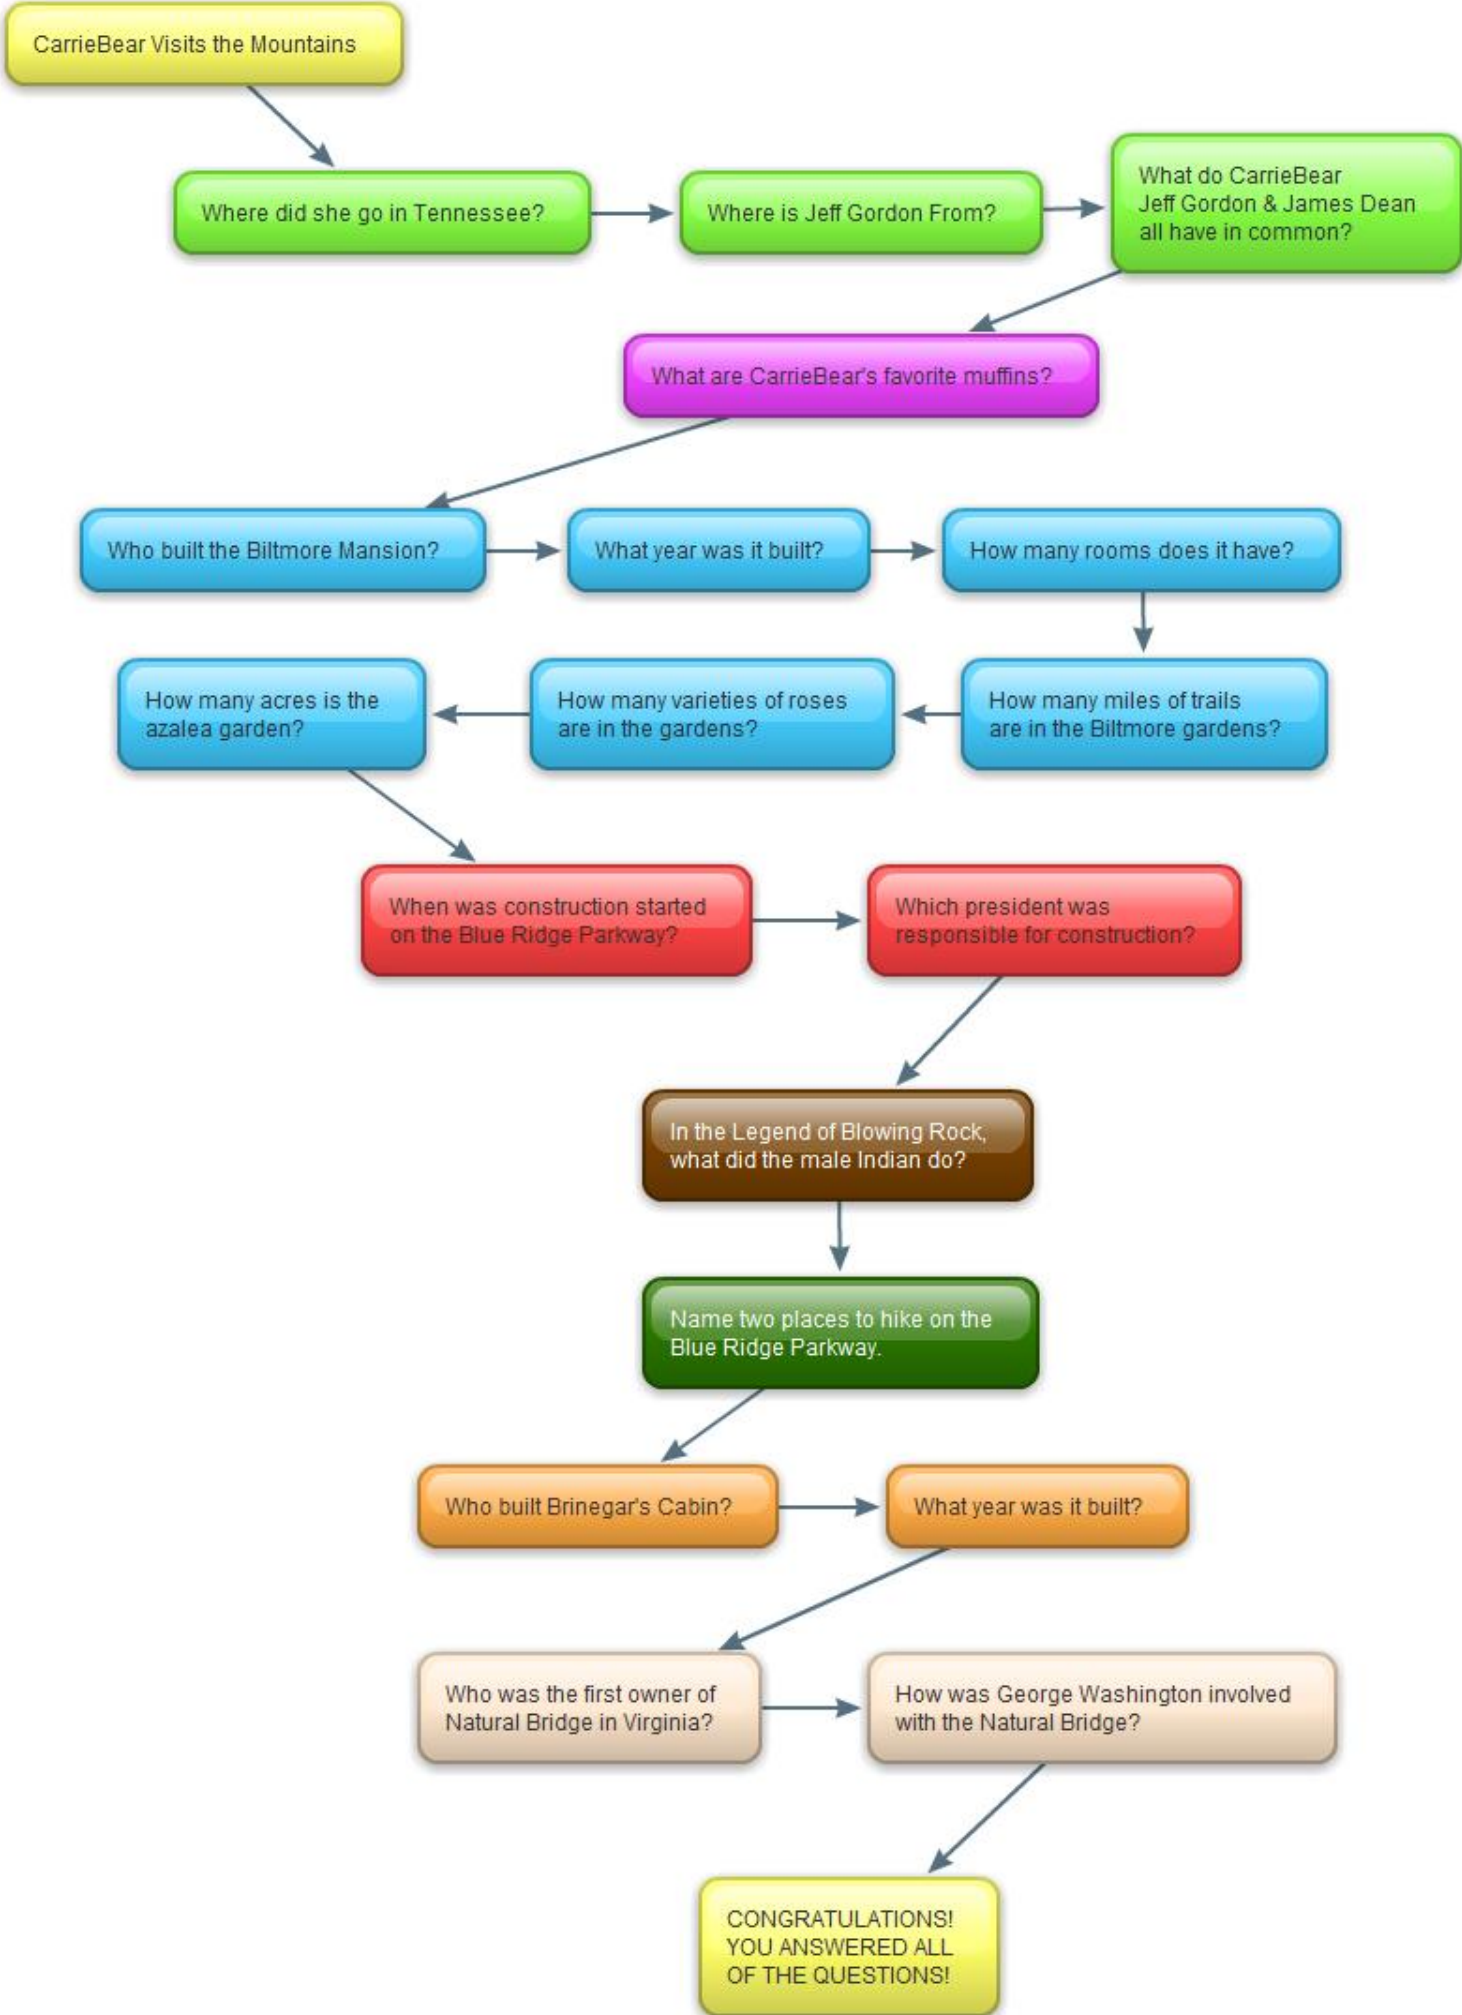 CarrieBear Visits the Mountains
Where did she go in Tennessee?
Where is Jeff Gordon From?
What do CarrieBear
Jeff Gordon & James Dean
all have in common?
What are CarrieBear's favorite muffins?
Who built the Biltmore Mansion?
What year was it built?
How many rooms does it have?
How many miles of trails
are in the Biltmore gardens?
How many varieties of roses
are in the gardens?
How many acres is the
azalea garden?
When was construction started
on the Blue Ridge Parkway?
Which president was
responsible for construction?
In the Legend of Blowing Rock,
what did the male Indian do?
Name two places to hike on the
Blue Ridge Parkway.
Who built Brinegar's Cabin?
What year was it built?
Who was the first owner of
Natural Bridge in Virginia?
How was George Washington involved
with the Natural Bridge?
CONGRATULATIONS!
YOU ANSWERED ALL
OF THE QUESTIONS!